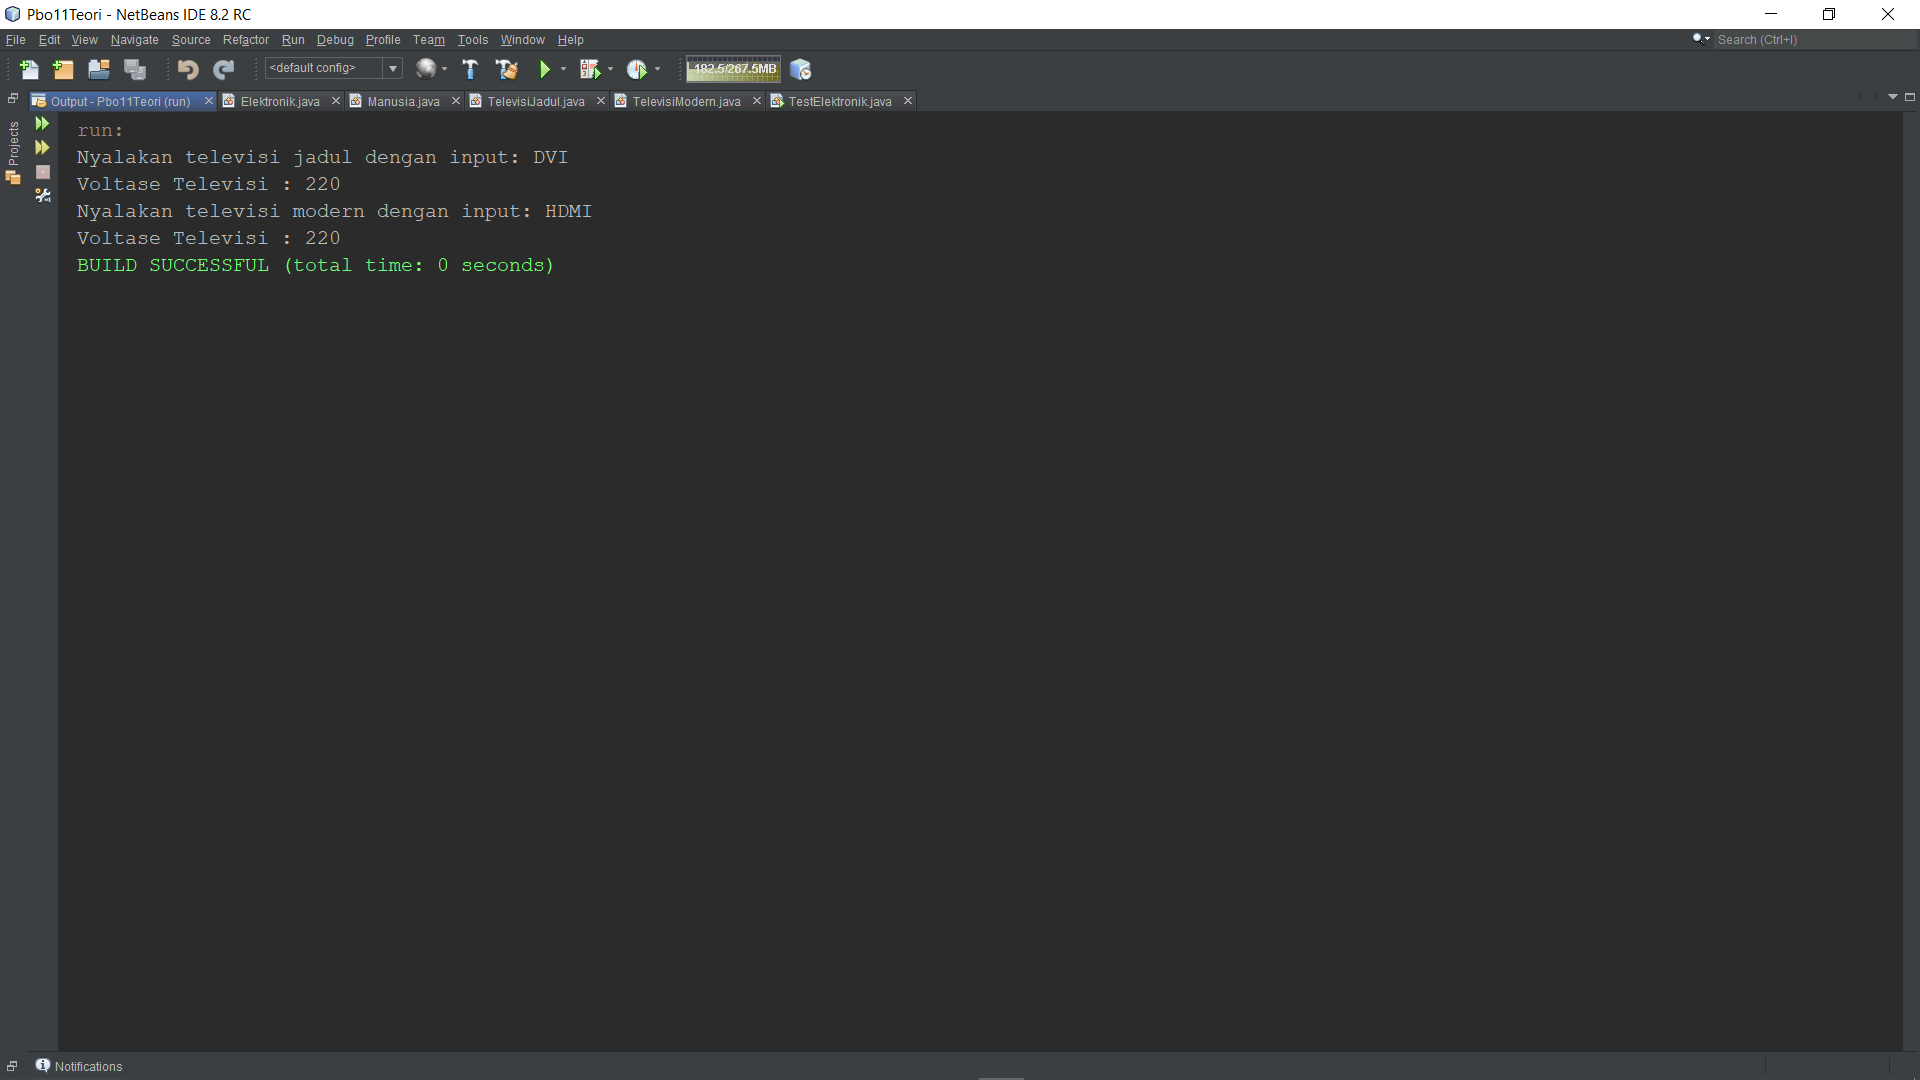 Pbo11Teori - NetBeans IDE 8.2 RC
File Edit View Navigate Source Refactor Run Debug Profile Team Tools Window Help
Search (Ctrl+I)
<default config>
182.5/267.5MB
Output - Pbo11Teori (run) Elektronik.java Manusia.java TelevisiJadul.java TelevisiModern.java TestElektronik.java
Projects
run:
Nyalakan televisi jadul dengan input: DVI
Voltase Televisi : 220
Nyalakan televisi modern dengan input: HDMI
Voltase Televisi : 220
BUILD SUCCESSFUL (total time: 0 seconds)
Notifications